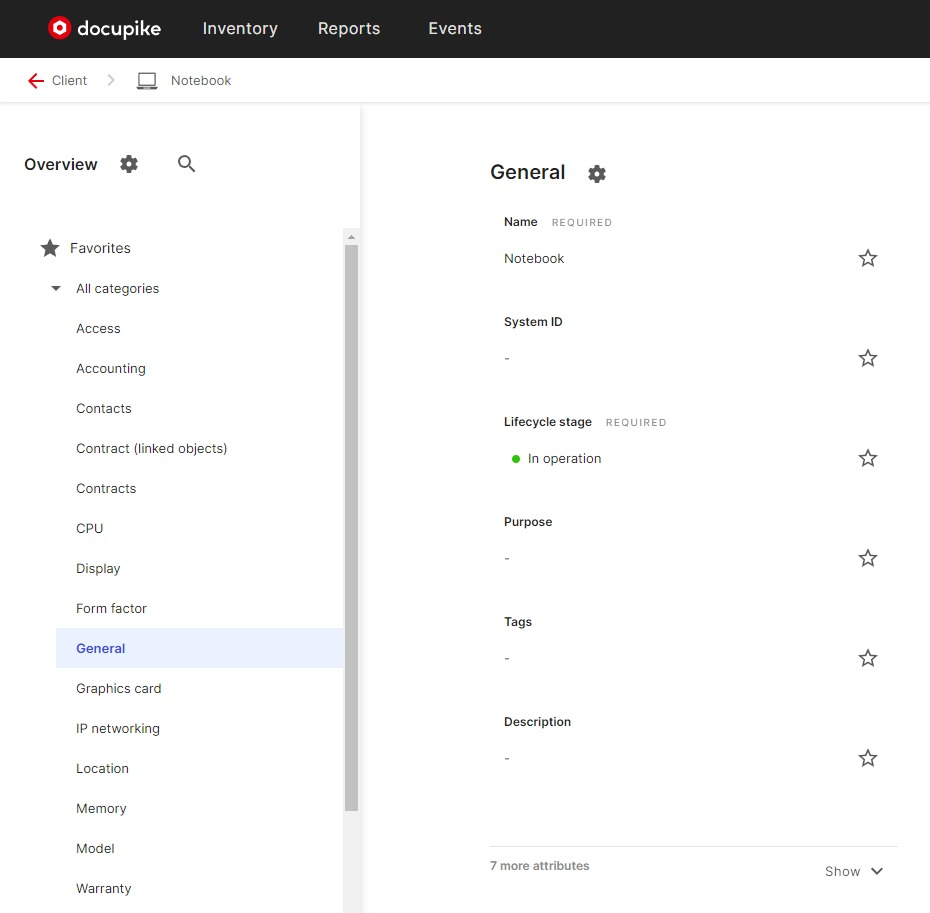 docupike Inventory Reports Events
Client Notebook
Overview
Favorites
All categories
Access
Accounting
Contacts
Contract (linked objects)
Contracts
CPU
Display
Form factor
General
Graphics card
IP networking
Location
Memory
Model
Warranty
General
Name REQUIRED
Notebook
System ID
-
Lifecycle stage REQUIRED
In operation
Purpose
-
Tags
-
Description
-
7 more attributes
Show